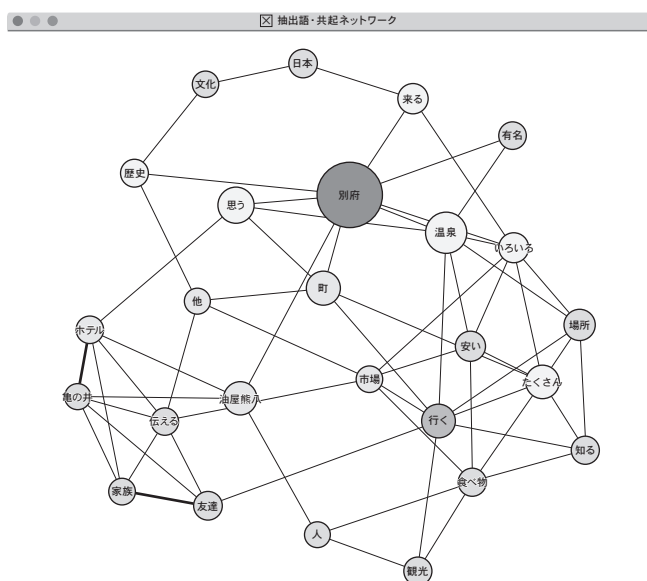 抽出語・共起ネットワーク
日本
文化
来る
有名
歴史
別府
思う
温泉
いろいろ
町
他
ホテル
場所
安い
市場
たくさん
亀の井
油屋熊八
伝える
行く
知る
食べ物
家族
友達
人
観光